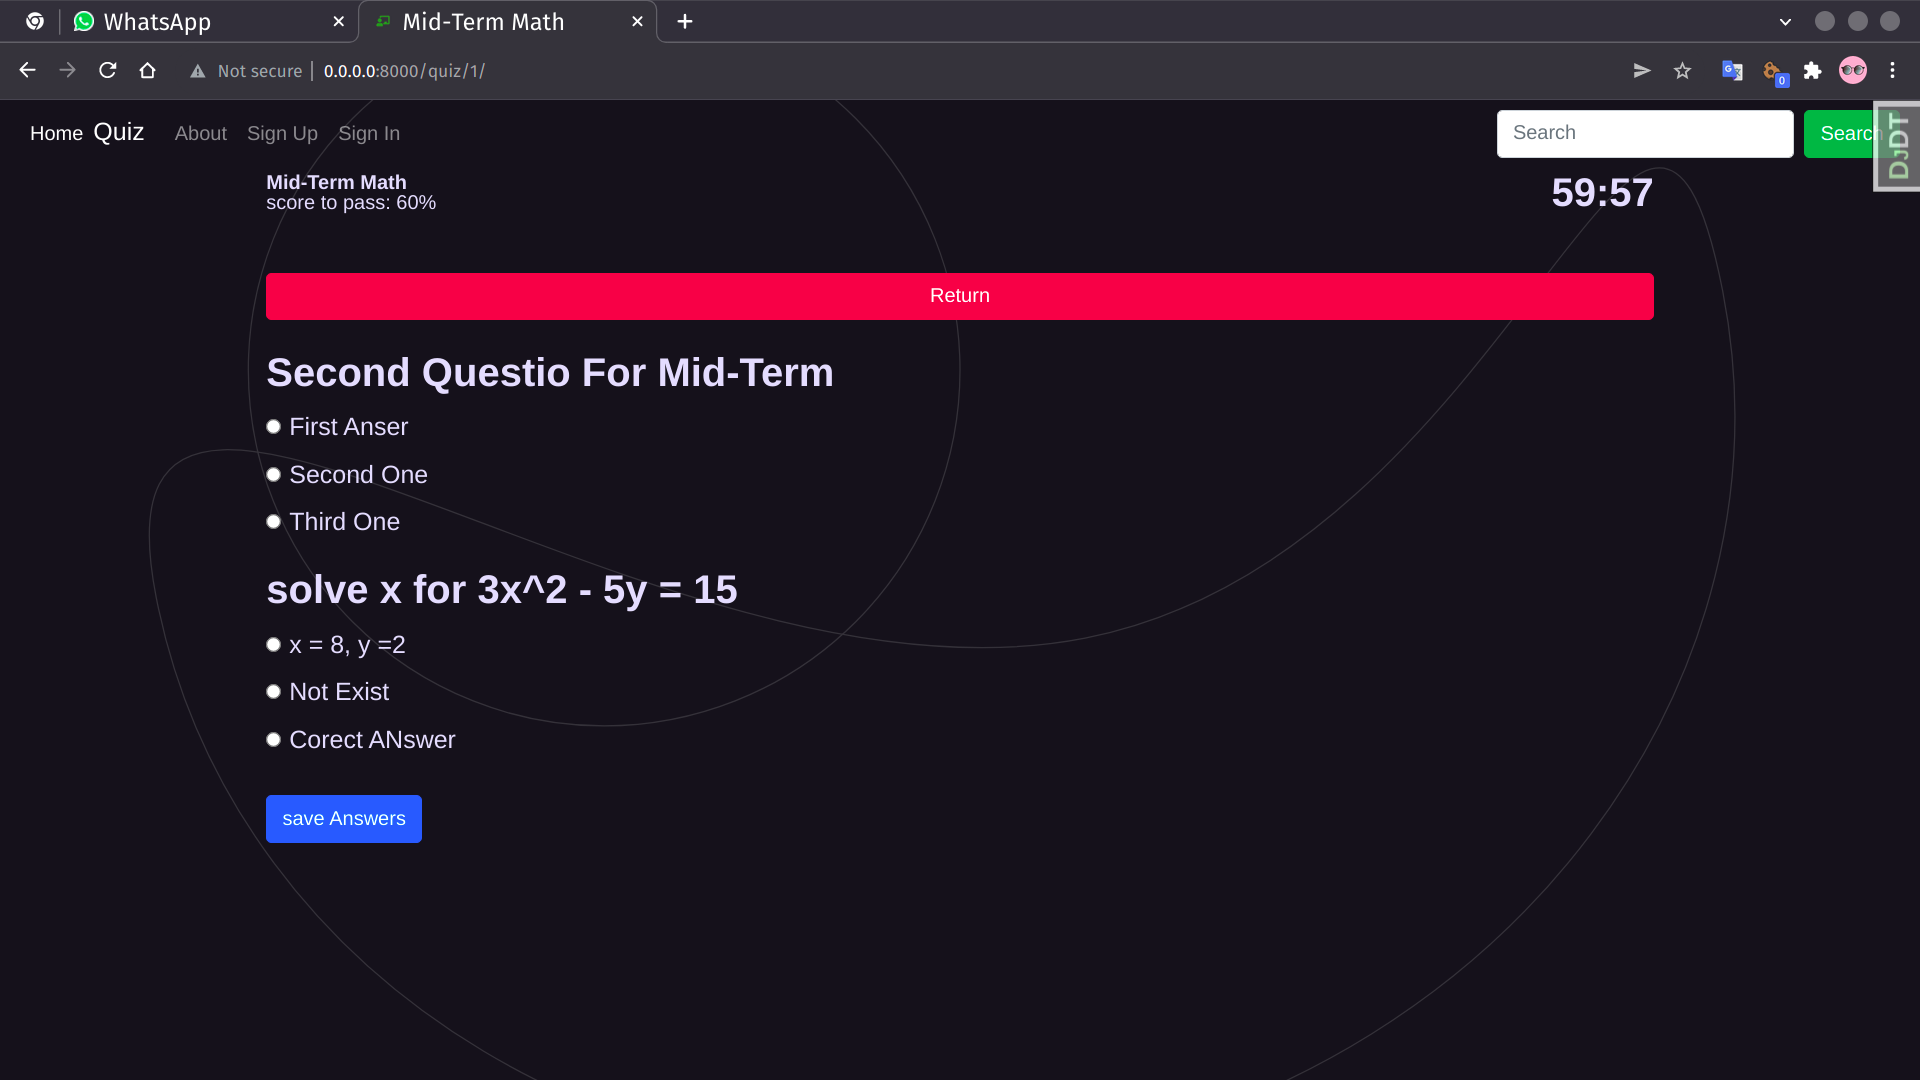 WhatsApp
Mid-Term Math
Not secure | 0.0.0.0:8000/quiz/1/
0
Home Quiz About Sign Up Sign In
Search
Search
DJDT
Mid-Term Math
score to pass: 60%
59:57
Return
Second Questio For Mid-Term
First Anser
Second One
Third One
solve x for 3x^2 - 5y = 15
x = 8, y =2
Not Exist
Corect ANswer
save Answers